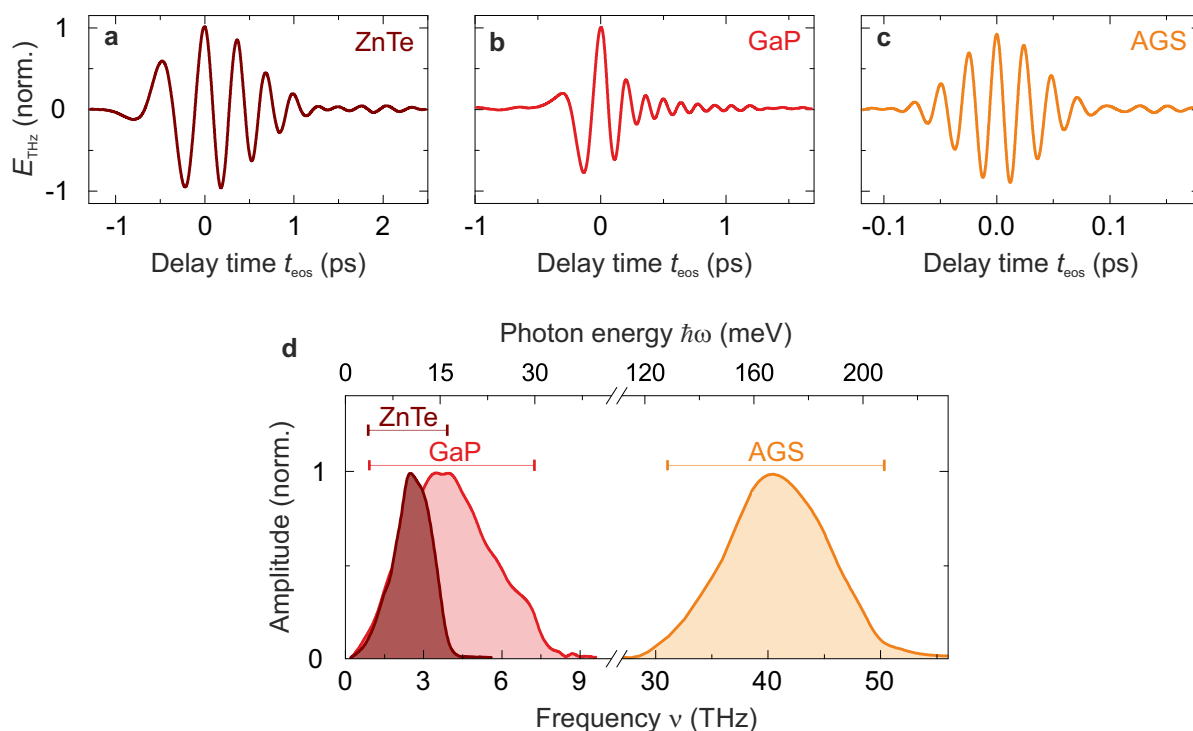 a ZnTe
b GaP
c AGS
E_THz (norm.)
1
0
-1
-1 0 1 2
-1 0 1
-0.1 0.0 0.1
Delay time t_eos (ps)
Delay time t_eos (ps)
Delay time t_eos (ps)
d
Photon energy ℏω (meV)
0 15 30 120 160 200
ZnTe
GaP
AGS
Amplitude (norm.)
1
0
0 3 6 9 30 40 50
Frequency ν (THz)